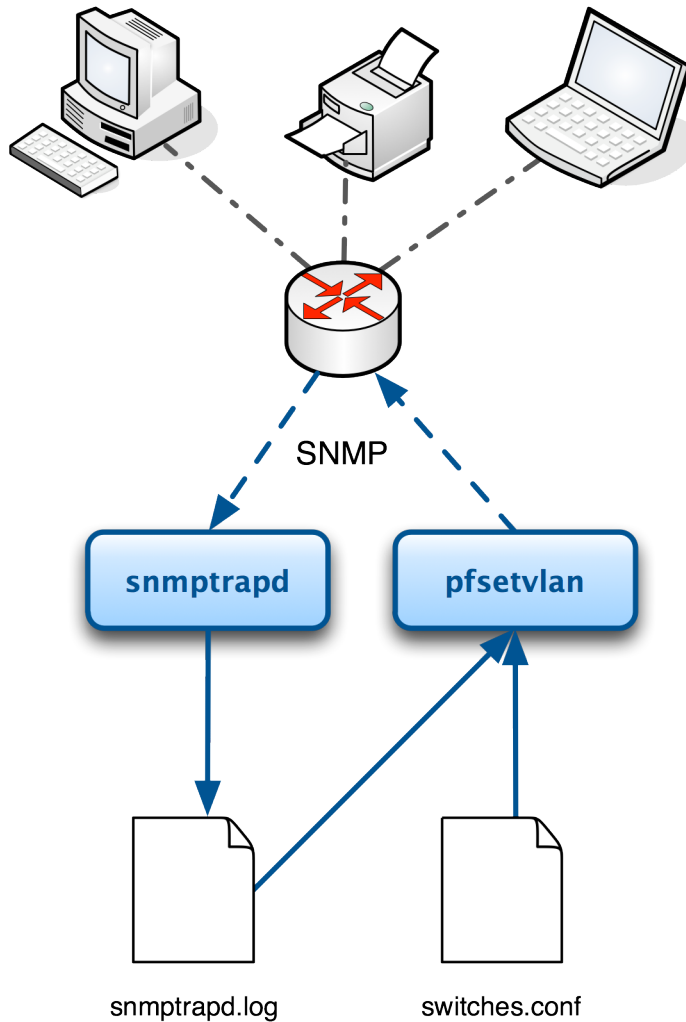 SNMP
snmptrapd
pfsetvlan
snmptrapd.log
switches.conf